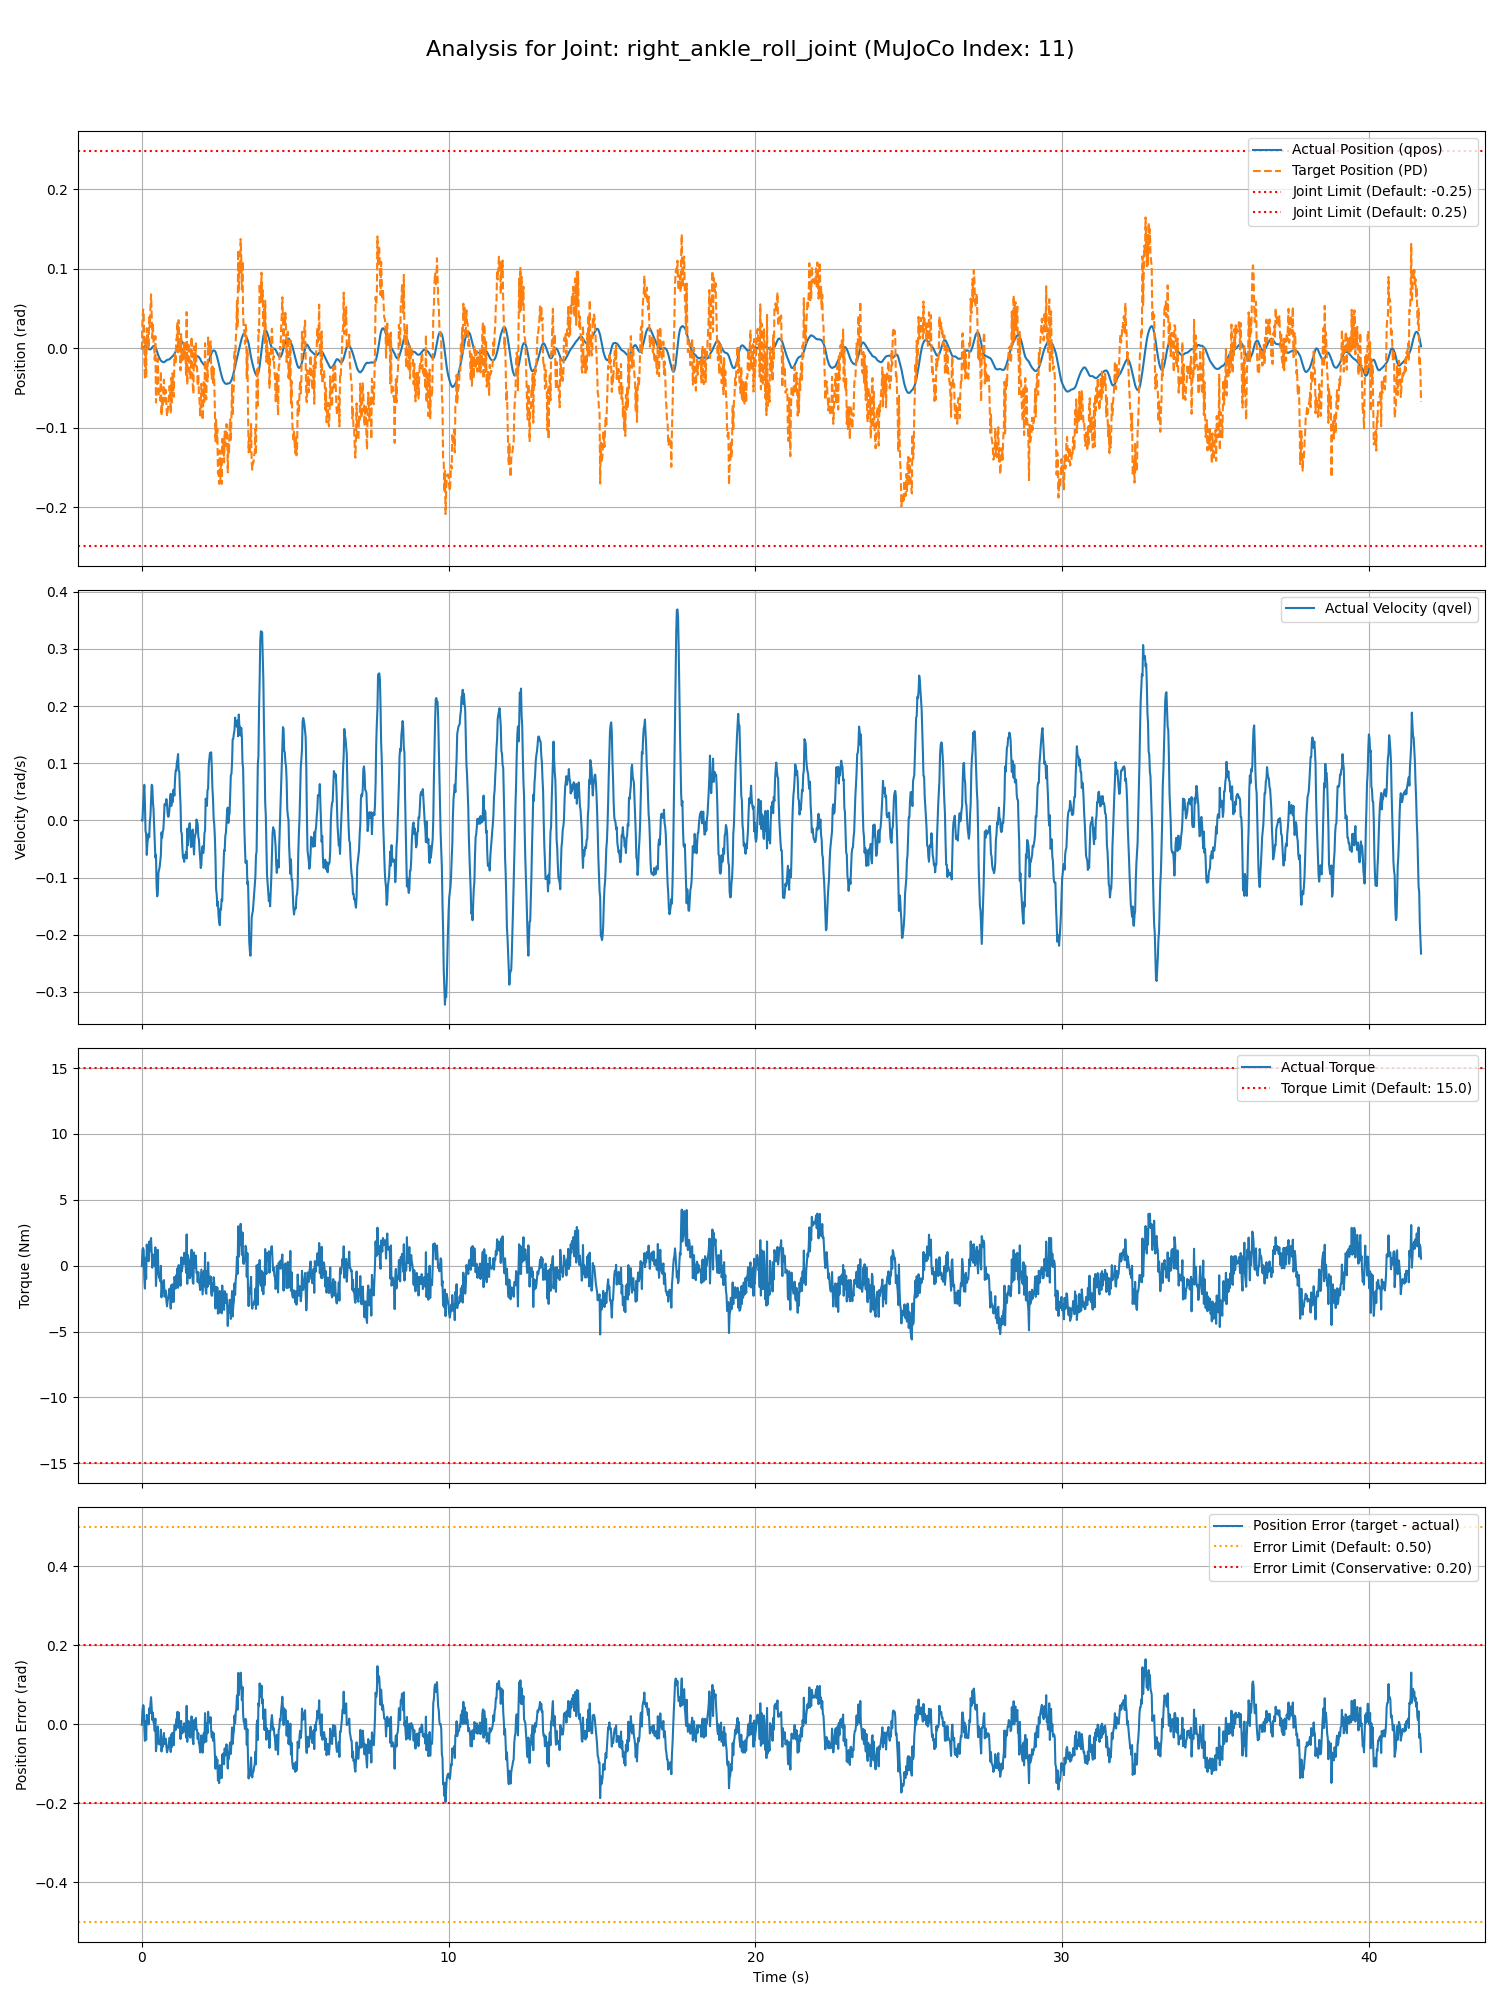 Analysis for Joint: right_ankle_roll_joint (MuJoCo Index: 11)
Position (rad)
0.2
0.1
0.0
−0.1
−0.2
Actual Position (qpos)
Target Position (PD)
Joint Limit (Default: -0.25)
Joint Limit (Default: 0.25)
Velocity (rad/s)
0.4
0.3
0.2
0.1
0.0
−0.1
−0.2
−0.3
Actual Velocity (qvel)
Torque (Nm)
15
10
5
0
−5
−10
−15
Actual Torque
Torque Limit (Default: 15.0)
Position Error (rad)
0.4
0.2
0.0
−0.2
−0.4
Position Error (target - actual)
Error Limit (Default: 0.50)
Error Limit (Conservative: 0.20)
0 10 20 30 40
Time (s)